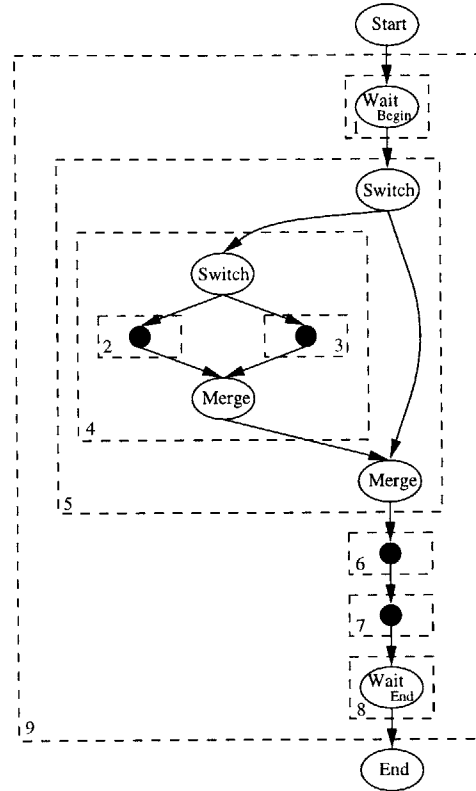 Start
Wait
Begin
1
Switch
Switch
2
3
Merge
4
Merge
5
6
7
Wait
End
8
9
End